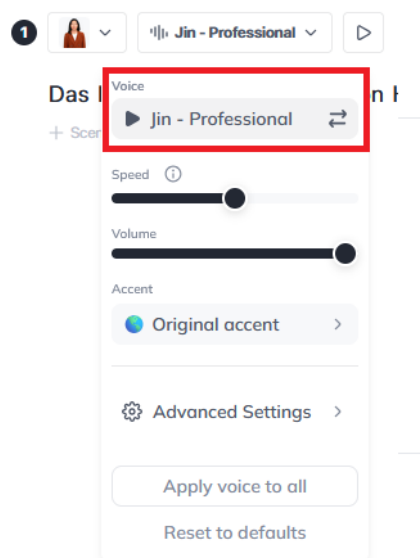 1
Jin - Professional
Das
Voice
Jin - Professional
+ Scen
Speed
Volume
Accent
Original accent
Advanced Settings
Apply voice to all
Reset to defaults